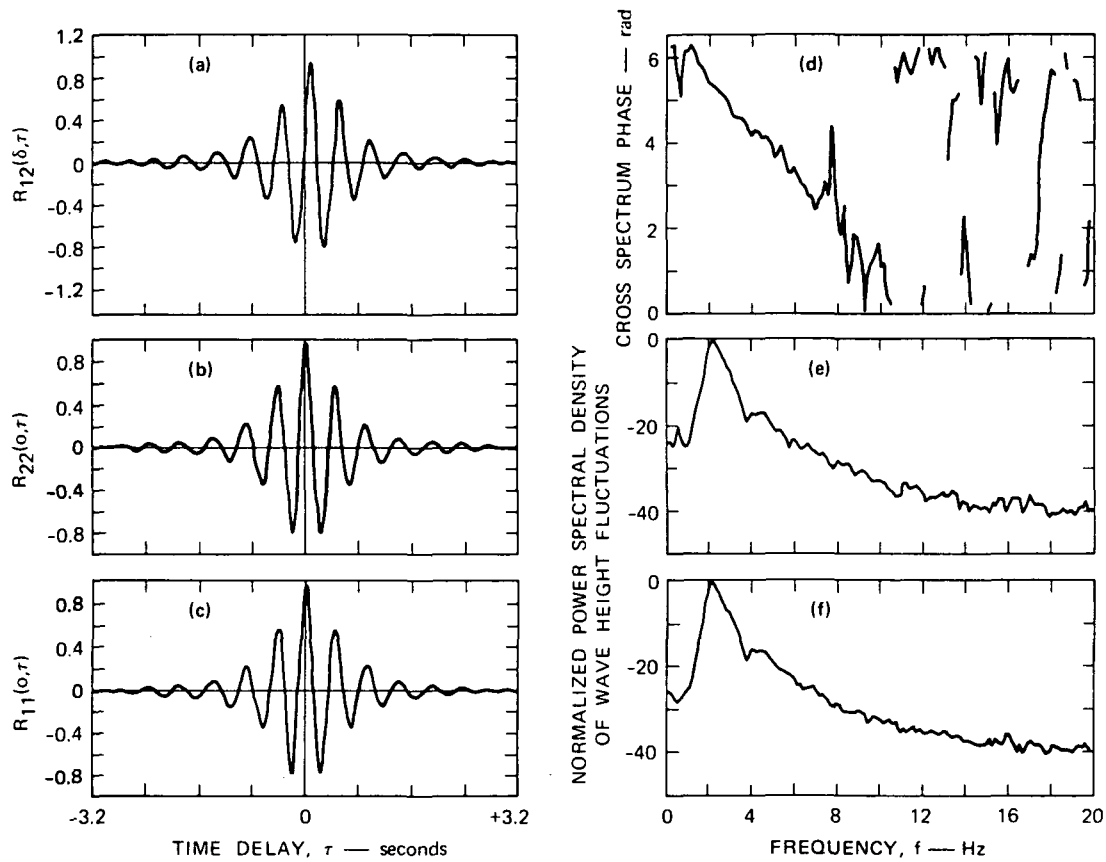 1.2
0.8
0.4
0
-0.4
-0.8
-1.2
(a)
R12(δ,τ)
0.8
0.4
0
-0.4
-0.8
(b)
R22(o,τ)
0.8
0.4
0
-0.4
-0.8
(c)
R11(o,τ)
-3.2 0 +3.2
TIME DELAY, τ — seconds
CROSS SPECTRUM PHASE — rad
6
4
2
0
(d)
NORMALIZED POWER SPECTRAL DENSITY
OF WAVE HEIGHT FLUCTUATIONS
0
-20
-40
(e)
0
-20
-40
(f)
0 4 8 12 16 20
FREQUENCY, f — Hz